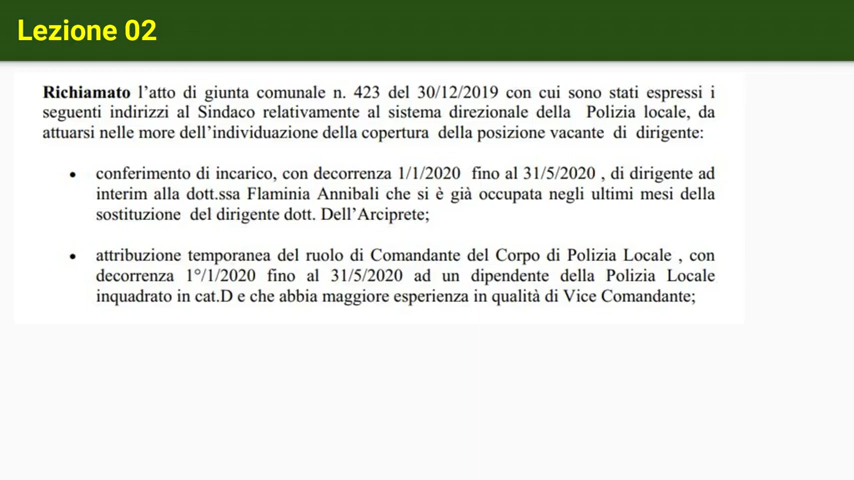 Lezione 02
Richiamato l’atto di giunta comunale n. 423 del 30/12/2019 con cui sono stati espressi i
seguenti indirizzi al Sindaco relativamente al sistema direzionale della Polizia locale, da
attuarsi nelle more dell’individuazione della copertura della posizione vacante di dirigente:
• conferimento di incarico, con decorrenza 1/1/2020 fino al 31/5/2020 , di dirigente ad
interim alla dott.ssa Flaminia Annibali che si è già occupata negli ultimi mesi della
sostituzione del dirigente dott. Dell’Arciprete;
• attribuzione temporanea del ruolo di Comandante del Corpo di Polizia Locale , con
decorrenza 1°/1/2020 fino al 31/5/2020 ad un dipendente della Polizia Locale
inquadrato in cat.D e che abbia maggiore esperienza in qualità di Vice Comandante;